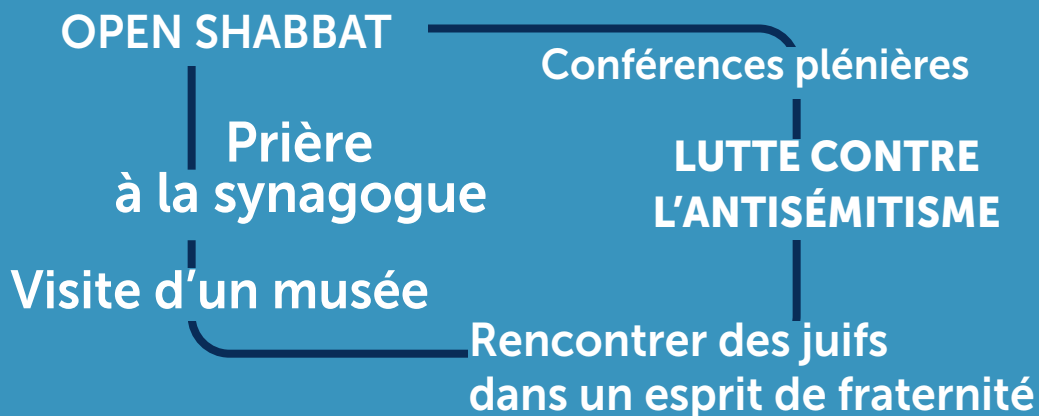 OPEN SHABBAT
Conférences plénières
Prière
à la synagogue
LUTTE CONTRE
L'ANTISÉMITISME
Visite d'un musée
Rencontrer des juifs
dans un esprit de fraternité